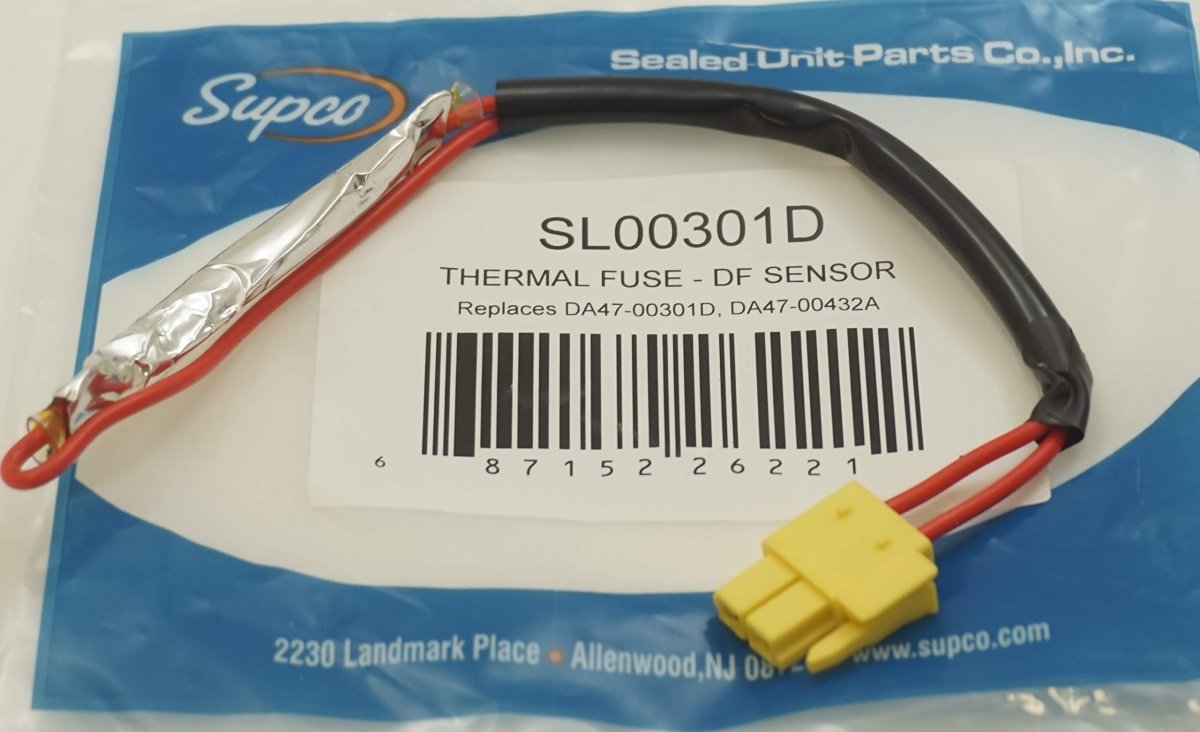 Supco
Sealed Unit Parts Co.,Inc.
SL00301D
THERMAL FUSE - DF SENSOR
Replaces DA47-00301D, DA47-00432A
6 87152 26221
2230 Landmark Place • Allenwood,NJ
www.supco.com